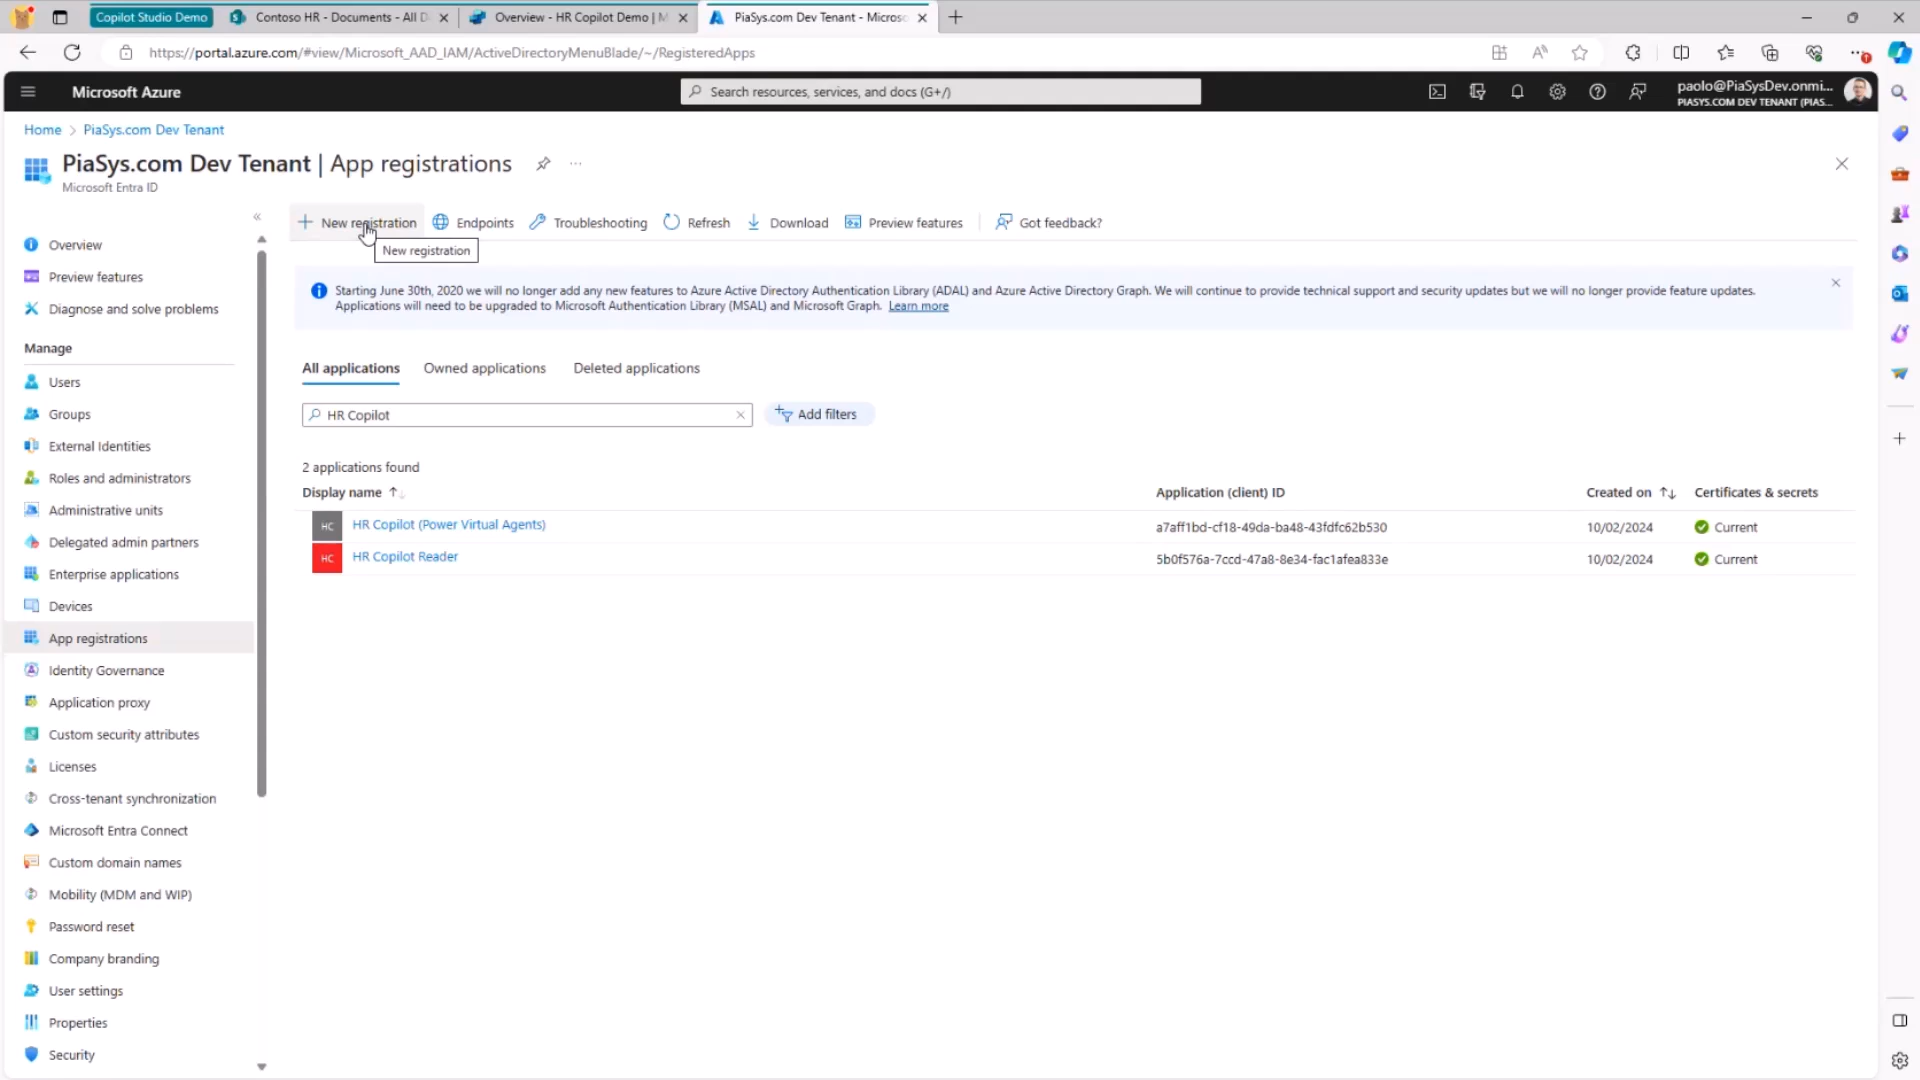 Copilot Studio Demo
Contoso HR - Documents - All D
Overview - HR Copilot Demo | M
PiaSys.com Dev Tenant - Microso
https://portal.azure.com/#view/Microsoft_AAD_IAM/ActiveDirectoryMenuBlade/~/RegisteredApps
Microsoft Azure
Search resources, services, and docs (G+/)
paolo@PiaSysDev.onmi...
PIASYS.COM DEV TENANT (PIAS...
Home > PiaSys.com Dev Tenant
PiaSys.com Dev Tenant | App registrations
Microsoft Entra ID
New registration
Endpoints
Troubleshooting
Refresh
Download
Preview features
Got feedback?
New registration
Overview
Preview features
Diagnose and solve problems
Manage
Users
Groups
External Identities
Roles and administrators
Administrative units
Delegated admin partners
Enterprise applications
Devices
App registrations
Identity Governance
Application proxy
Custom security attributes
Licenses
Cross-tenant synchronization
Microsoft Entra Connect
Custom domain names
Mobility (MDM and WIP)
Password reset
Company branding
User settings
Properties
Security
Starting June 30th, 2020 we will no longer add any new features to Azure Active Directory Authentication Library (ADAL) and Azure Active Directory Graph. We will continue to provide technical support and security updates but we will no longer provide feature updates.
Applications will need to be upgraded to Microsoft Authentication Library (MSAL) and Microsoft Graph. Learn more
All applications
Owned applications
Deleted applications
HR Copilot
Add filters
2 applications found
Display name
Application (client) ID
Created on
Certificates & secrets
HC
HR Copilot (Power Virtual Agents)
a7aff1bd-cf18-49da-ba48-43fdfc62b530
10/02/2024
Current
HC
HR Copilot Reader
5b0f576a-7ccd-47a8-8e34-fac1afea833e
10/02/2024
Current